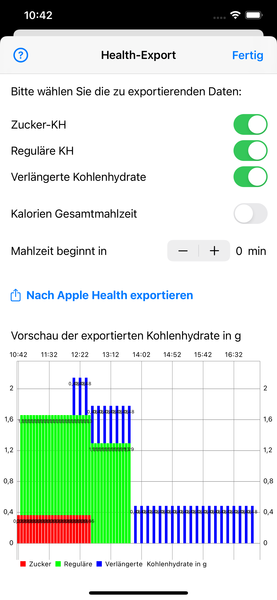 10:42
?
Health-Export
Fertig
Bitte wählen Sie die zu exportierenden Daten:
Zucker-KH
Reguläre KH
Verlängerte Kohlenhydrate
Kalorien Gesamtmahlzeit
Mahlzeit beginnt in
− + 0 min
Nach Apple Health exportieren
Vorschau der exportierten Kohlenhydrate in g
10:42 11:32 12:22 13:12 14:02 14:52 15:42 16:32
2 2
1,6 1,6
1,2 1,2
0,8 0,8
0,4 0,4
0 0
Zucker Reguläre Verlängerte Kohlenhydrate in g